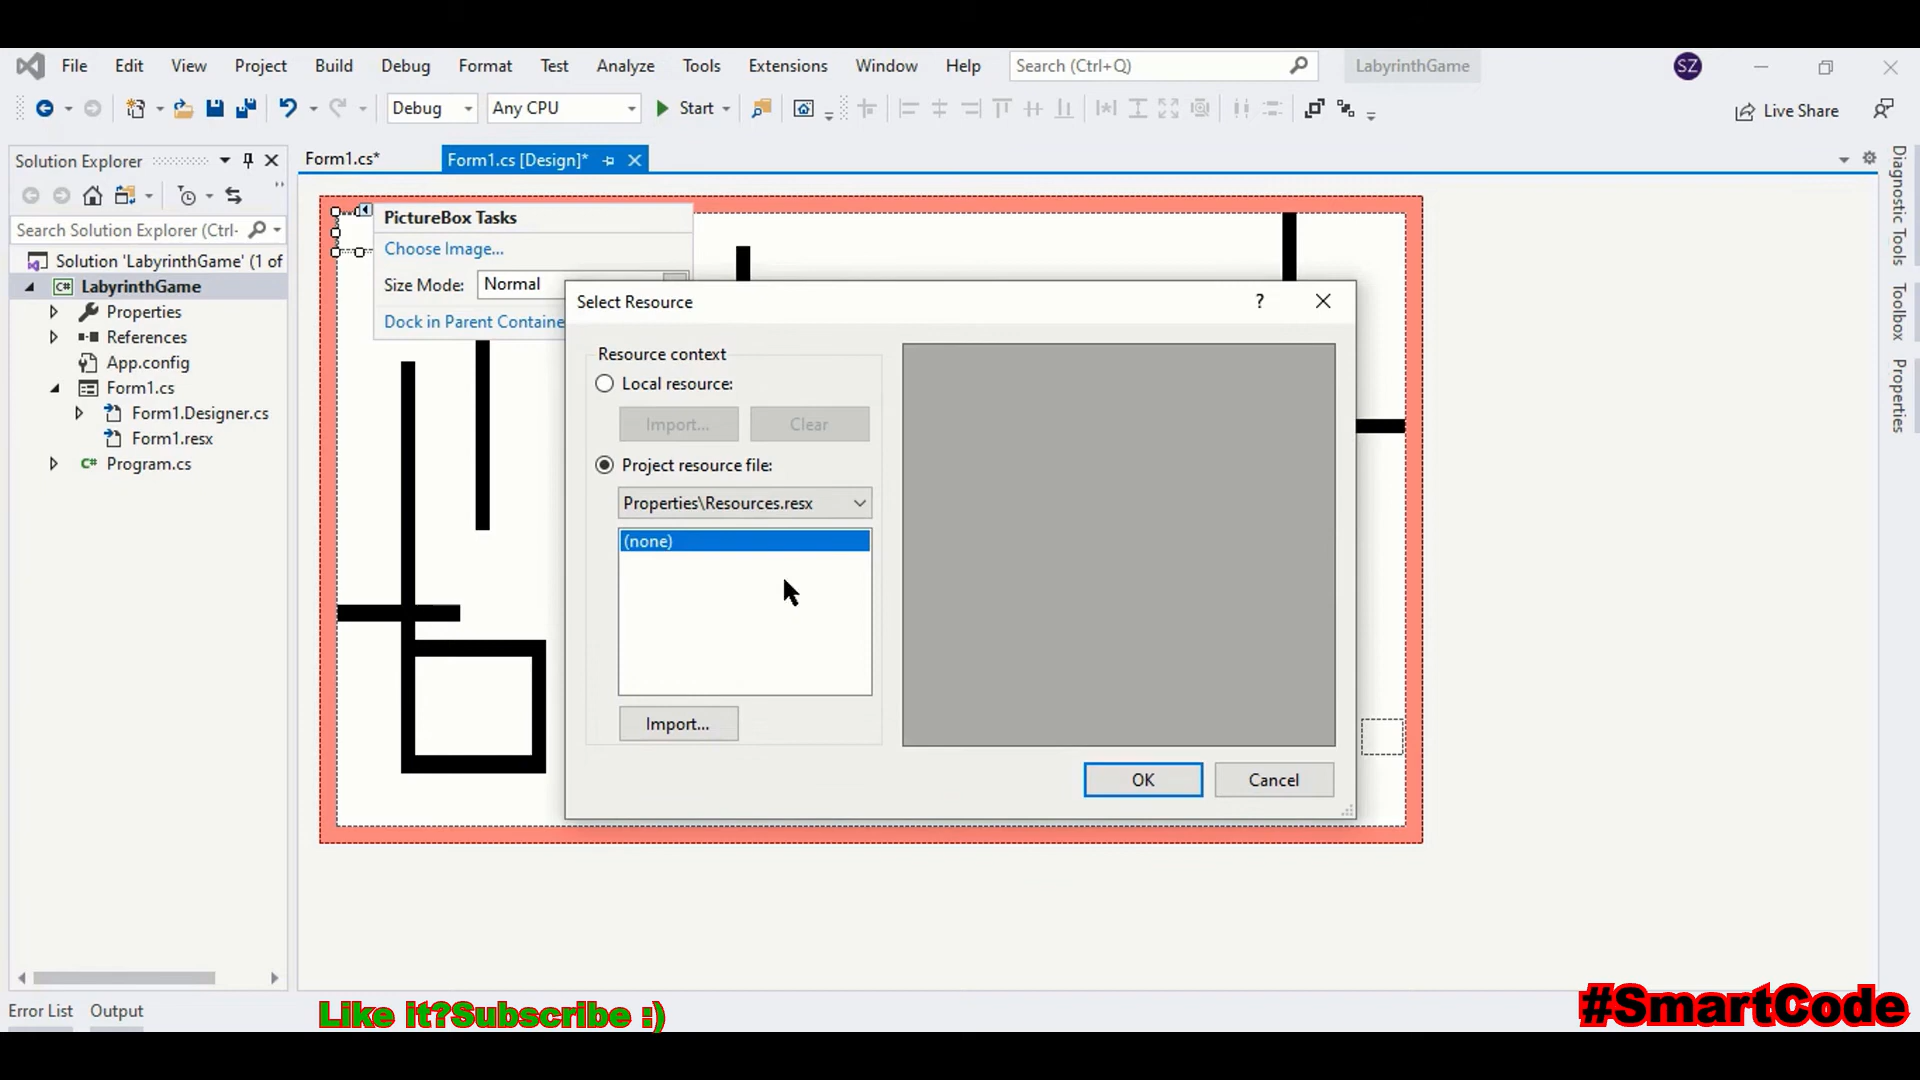 File Edit View Project Build Debug Format Test Analyze Tools Extensions Window Help Search (Ctrl+Q) LabyrinthGame SZ
Debug Any CPU Start Live Share
Solution Explorer
Form1.cs* Form1.cs [Design]*
Search Solution Explorer (Ctrl-
Solution 'LabyrinthGame' (1 of
LabyrinthGame
Properties
References
App.config
Form1.cs
Form1.Designer.cs
Form1.resx
C# Program.cs
PictureBox Tasks
Choose Image...
Size Mode: Normal
Dock in Parent Containe
Select Resource
?
Resource context
Local resource:
Import... Clear
Project resource file:
Properties\Resources.resx
(none)
Import...
OK Cancel
Diagnostic Tools
Toolbox
Properties
Error List Output
Like it?Subscribe :)
#SmartCode